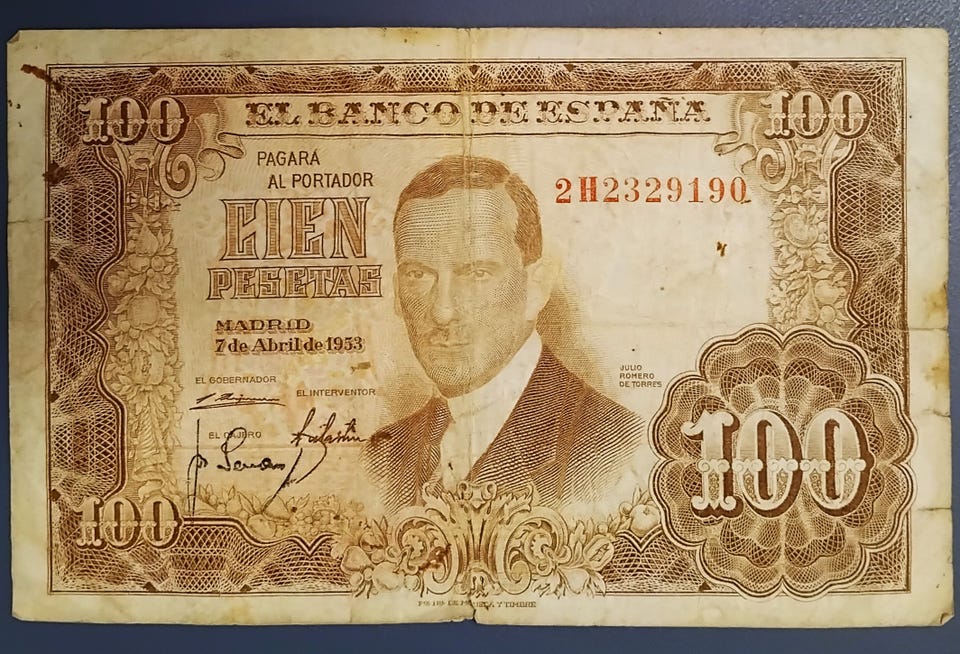 100 EL BANCO DE ESPAÑA 100
PAGARÁ
AL PORTADOR
2H2329190
CIEN
PESETAS
MADRID
7 de Abril de 1953
EL GOBERNADOR
EL INTERVENTOR
EL CAJERO
JULIO
ROMERO
DE TORRES
100
100
Y TIMBRE